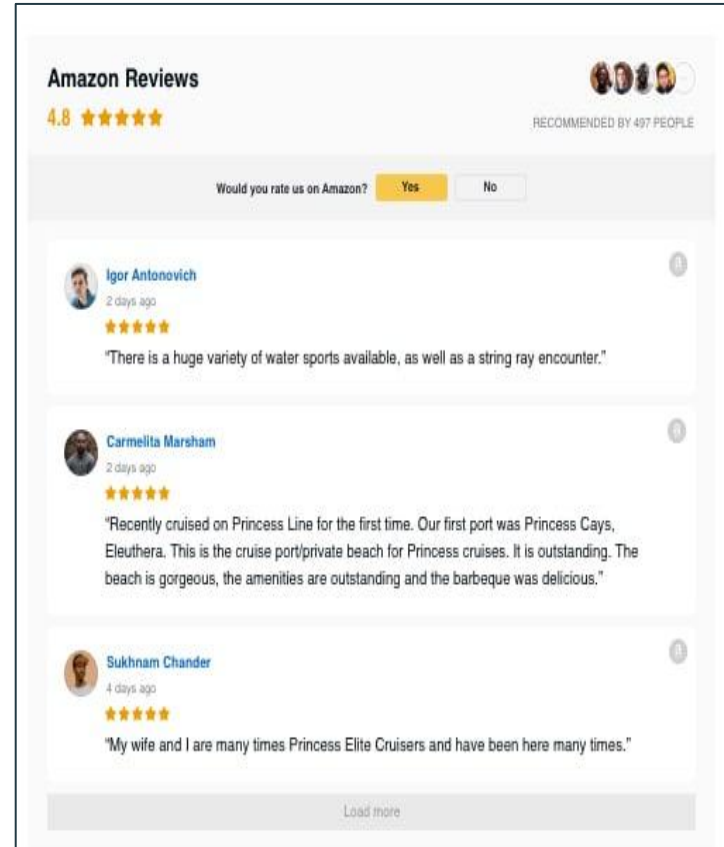 Amazon Reviews
4.8
RECOMMENDED BY 497 PEOPLE
Would you rate us on Amazon? Yes No
Igor Antonovich
2 days ago
“There is a huge variety of water sports available, as well as a string ray encounter.”
Carmelita Marsham
2 days ago
“Recently cruised on Princess Line for the first time. Our first port was Princess Cays,
Eleuthera. This is the cruise port/private beach for Princess cruises. It is outstanding. The
beach is gorgeous, the amenities are outstanding and the barbeque was delicious.”
Sukhnam Chander
4 days ago
“My wife and I are many times Princess Elite Cruisers and have been here many times.”
Load more